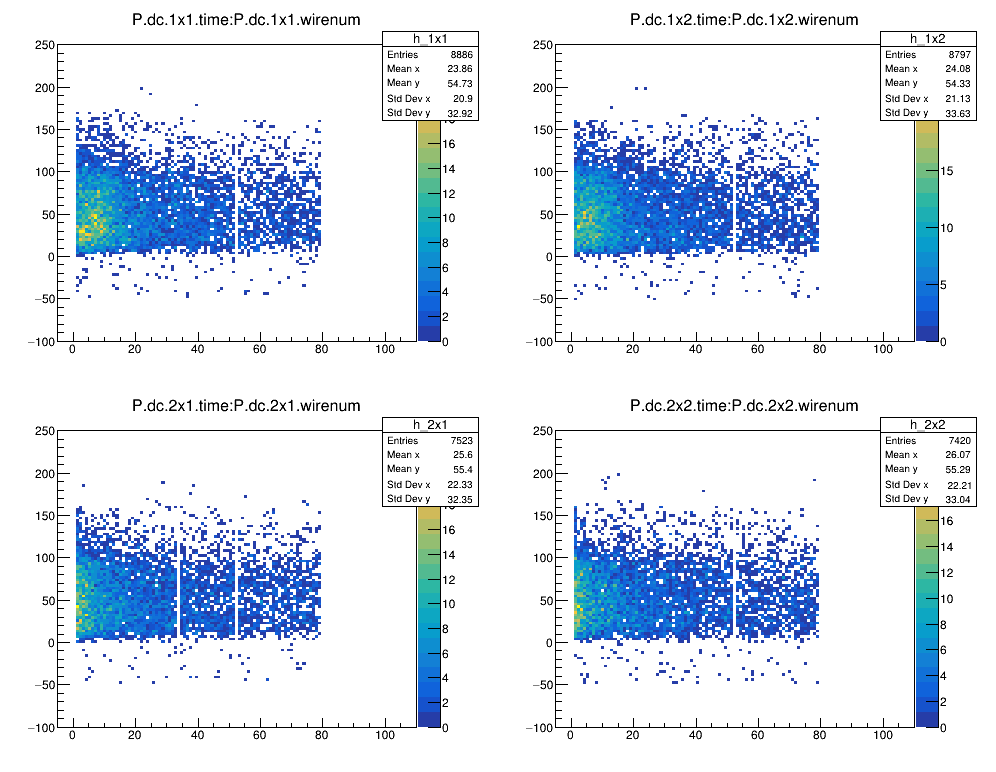 P.dc.1x1.time:P.dc.1x1.wirenum
h_1x1
Entries 8886
Mean x 23.86
Mean y 54.73
Std Dev x 20.9
Std Dev y 32.92
250
200
150
100
50
0
−50
−100
0 20 40 60 80 100
16
14
12
10
8
6
4
2
0
P.dc.1x2.time:P.dc.1x2.wirenum
h_1x2
Entries 8797
Mean x 24.08
Mean y 54.33
Std Dev x 21.13
Std Dev y 33.63
250
200
150
100
50
0
−50
−100
0 20 40 60 80 100
15
10
5
0
P.dc.2x1.time:P.dc.2x1.wirenum
h_2x1
Entries 7523
Mean x 25.6
Mean y 55.4
Std Dev x 22.33
Std Dev y 32.35
250
200
150
100
50
0
−50
−100
0 20 40 60 80 100
16
14
12
10
8
6
4
2
0
P.dc.2x2.time:P.dc.2x2.wirenum
h_2x2
Entries 7420
Mean x 26.07
Mean y 55.29
Std Dev x 22.21
Std Dev y 33.04
250
200
150
100
50
0
−50
−100
0 20 40 60 80 100
16
14
12
10
8
6
4
2
0